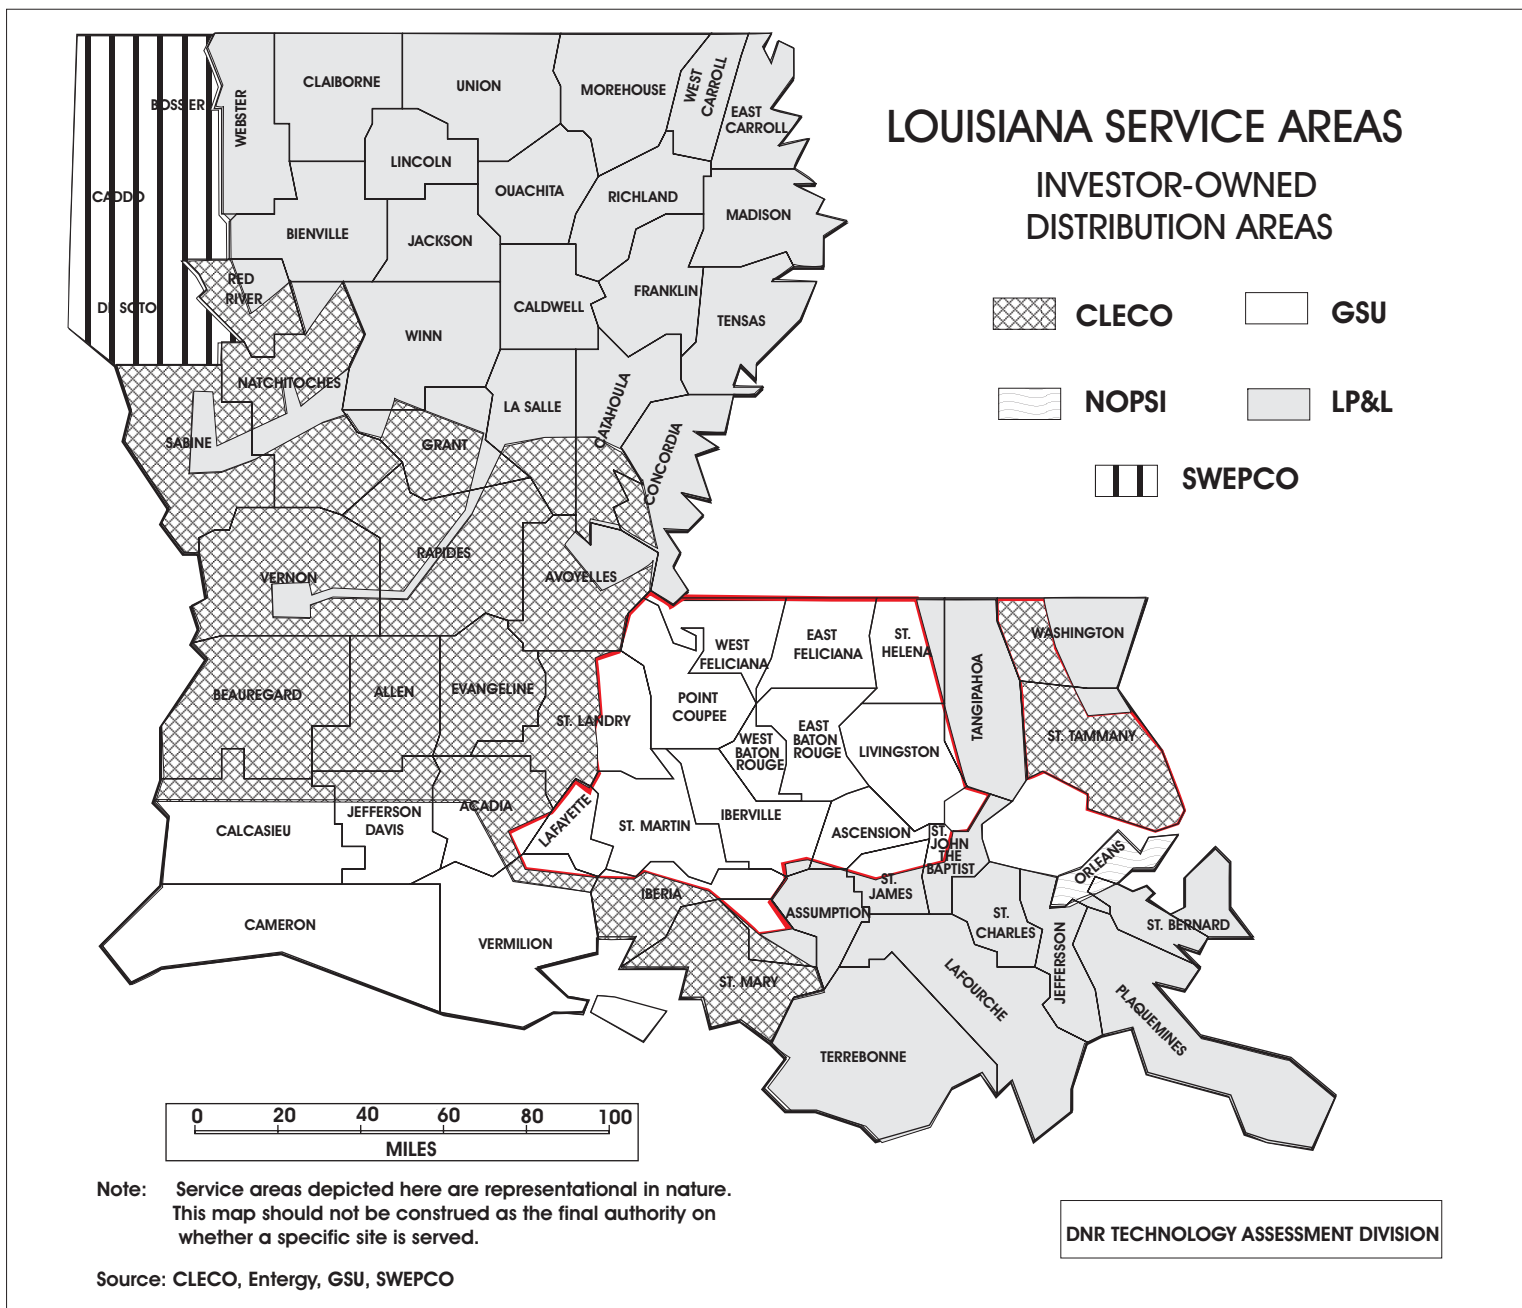 LOUISIANA SERVICE AREAS
INVESTOR-OWNED
DISTRIBUTION AREAS
CLECO
GSU
NOPSI
LP&L
SWEPCO
BOSSIER
WEBSTER
CLAIBORNE
UNION
MOREHOUSE
WEST
CARROLL
EAST
CARROLL
LINCOLN
CADDO
OUACHITA
RICHLAND
MADISON
BIENVILLE
JACKSON
RED
RIVER
DE SOTO
CALDWELL
FRANKLIN
TENSAS
WINN
NATCHITOCHES
LA SALLE
CATAHOULA
SABINE
GRANT
CONCORDIA
RAPIDES
VERNON
AVOYELLES
WEST
FELICIANA
EAST
FELICIANA
ST.
HELENA
TANGIPAHOA
WASHINGTON
BEAUREGARD
ALLEN
EVANGELINE
ST. LANDRY
POINT
COUPEE
WEST
BATON
ROUGE
EAST
BATON
ROUGE
LIVINGSTON
ST. TAMMANY
CALCASIEU
JEFFERSON
DAVIS
ACADIA
LAFAYETTE
ST. MARTIN
IBERVILLE
ASCENSION
ST.
JOHN
THE
BAPTIST
ORLEANS
ST.
JAMES
IBERIA
ASSUMPTION
CAMERON
VERMILION
ST.
CHARLES
ST. BERNARD
ST. MARY
LAFOURCHE
JEFFERSSON
PLAQUEMINES
TERREBONNE
0 20 40 60 80 100
MILES
Note: Service areas depicted here are representational in nature.
This map should not be construed as the final authority on
whether a specific site is served.
DNR TECHNOLOGY ASSESSMENT DIVISION
Source: CLECO, Entergy, GSU, SWEPCO